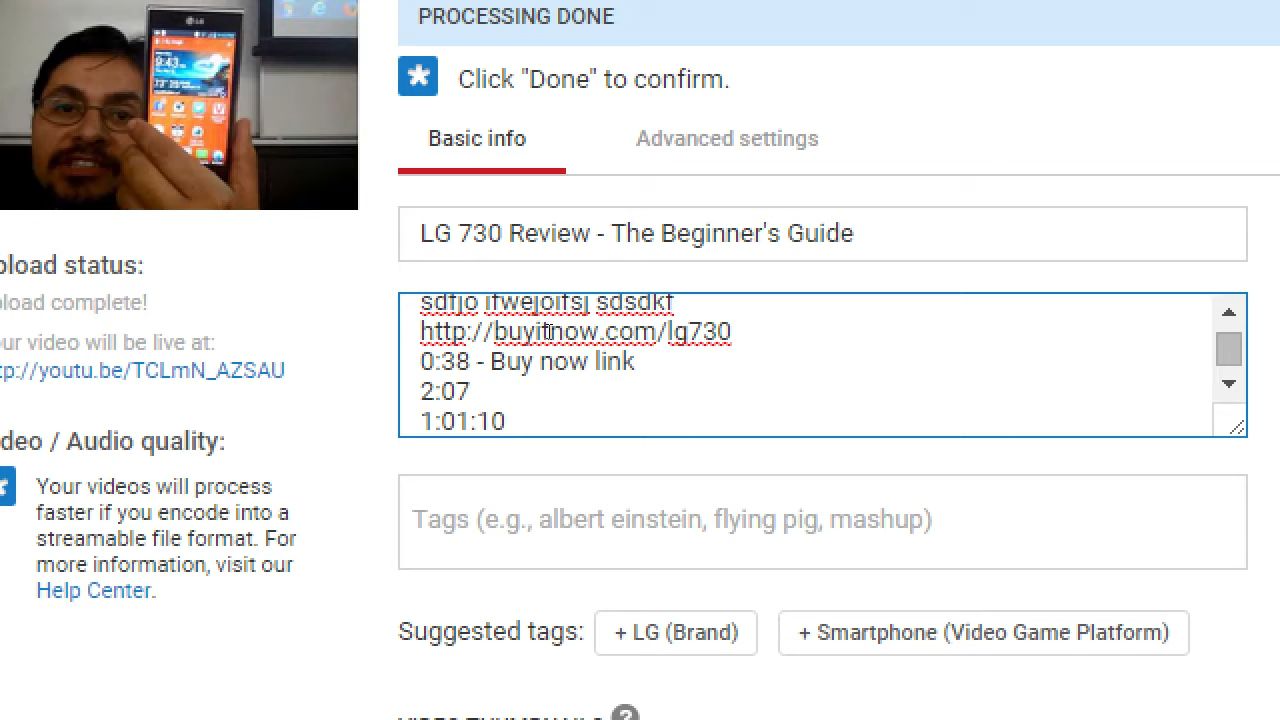 PROCESSING DONE
Click "Done" to confirm.
Basic info
Advanced settings
LG 730 Review - The Beginner's Guide
sdfjo ifwejoifsj sdsdkf
http://buyitnow.com/lg730
0:38 - Buy now link
2:07
1:01:10
Tags (e.g., albert einstein, flying pig, mashup)
Suggested tags:
+ LG (Brand)
+ Smartphone (Video Game Platform)
LG
9:43
pload status:
pload complete!
ur video will be live at:
tp://youtu.be/TCLmN_AZSAU
deo / Audio quality:
Your videos will process
faster if you encode into a
streamable file format. For
more information, visit our
Help Center.